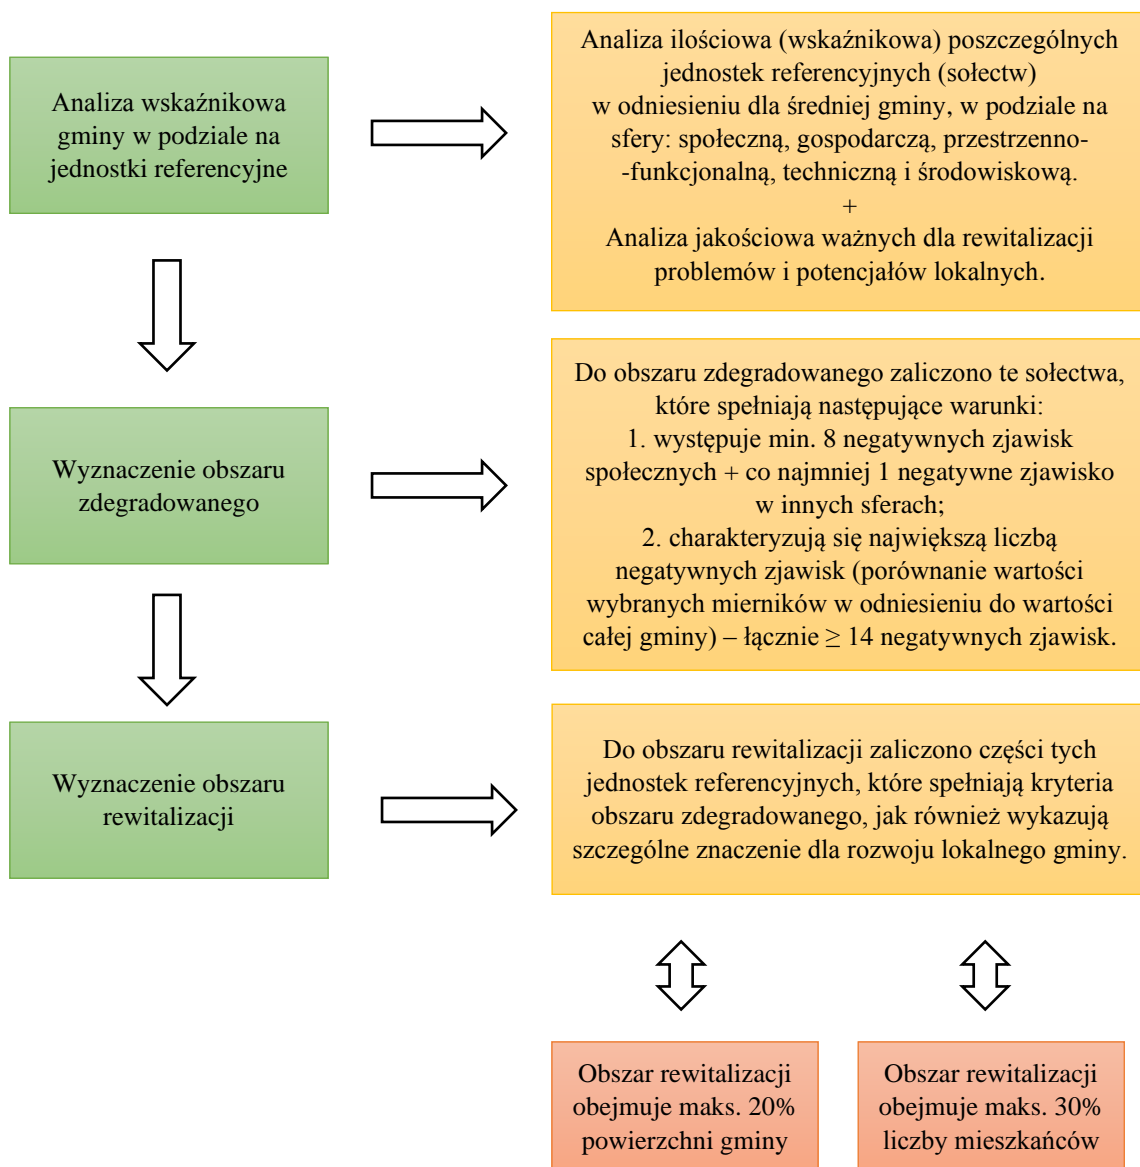 Analiza wskaźnikowa
gminy w podziale na
jednostki referencyjne
Analiza ilościowa (wskaźnikowa) poszczególnych
jednostek referencyjnych (sołectw)
w odniesieniu dla średniej gminy, w podziale na
sfery: społeczną, gospodarczą, przestrzenno-
-funkcjonalną, techniczną i środowiskową.
+
Analiza jakościowa ważnych dla rewitalizacji
problemów i potencjałów lokalnych.
Wyznaczenie obszaru
zdegradowanego
Do obszaru zdegradowanego zaliczono te sołectwa,
które spełniają następujące warunki:
1. występuje min. 8 negatywnych zjawisk
społecznych + co najmniej 1 negatywne zjawisko
w innych sferach;
2. charakteryzują się największą liczbą
negatywnych zjawisk (porównanie wartości
wybranych mierników w odniesieniu do wartości
całej gminy) – łącznie ≥ 14 negatywnych zjawisk.
Wyznaczenie obszaru
rewitalizacji
Do obszaru rewitalizacji zaliczono części tych
jednostek referencyjnych, które spełniają kryteria
obszaru zdegradowanego, jak również wykazują
szczególne znaczenie dla rozwoju lokalnego gminy.
Obszar rewitalizacji
obejmuje maks. 20%
powierzchni gminy
Obszar rewitalizacji
obejmuje maks. 30%
liczby mieszkańców